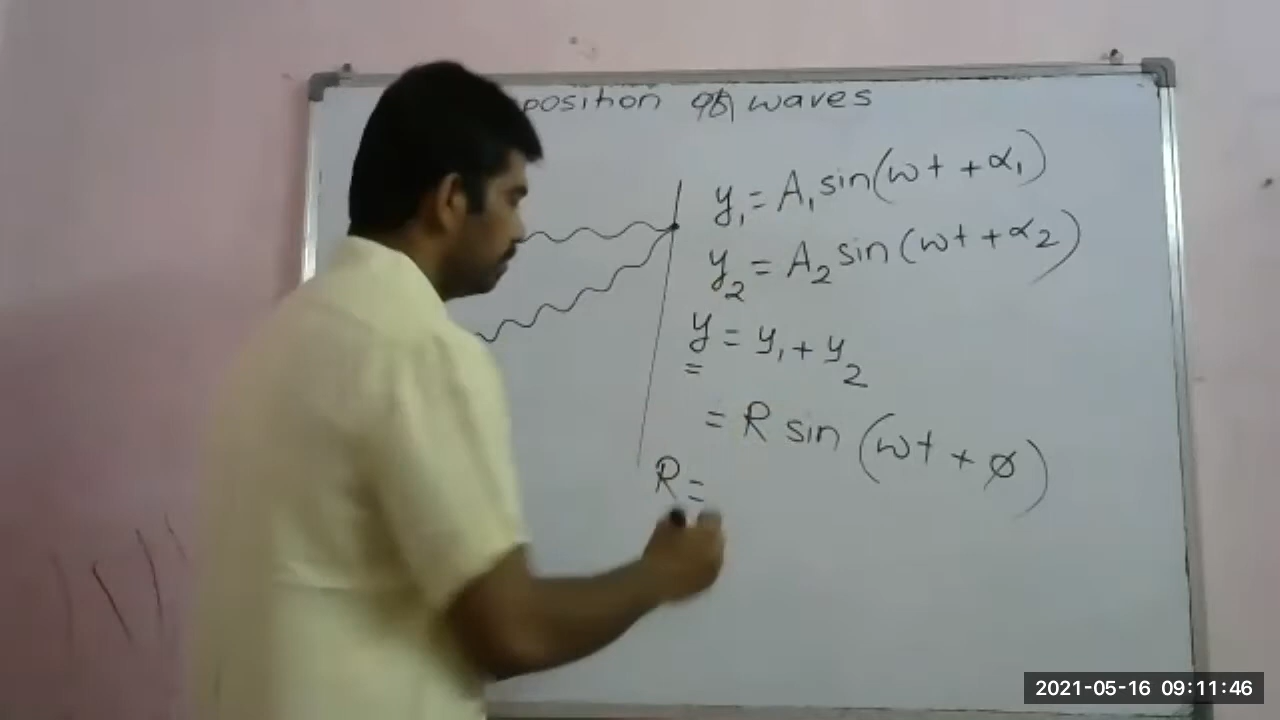 position of waves
y₁ = A₁ sin(ωt + α₁)
y₂ = A₂ sin(ωt + α₂)
y = y₁ + y₂
= R sin (ωt + ø)
R =
2021-05-16 09:11:46